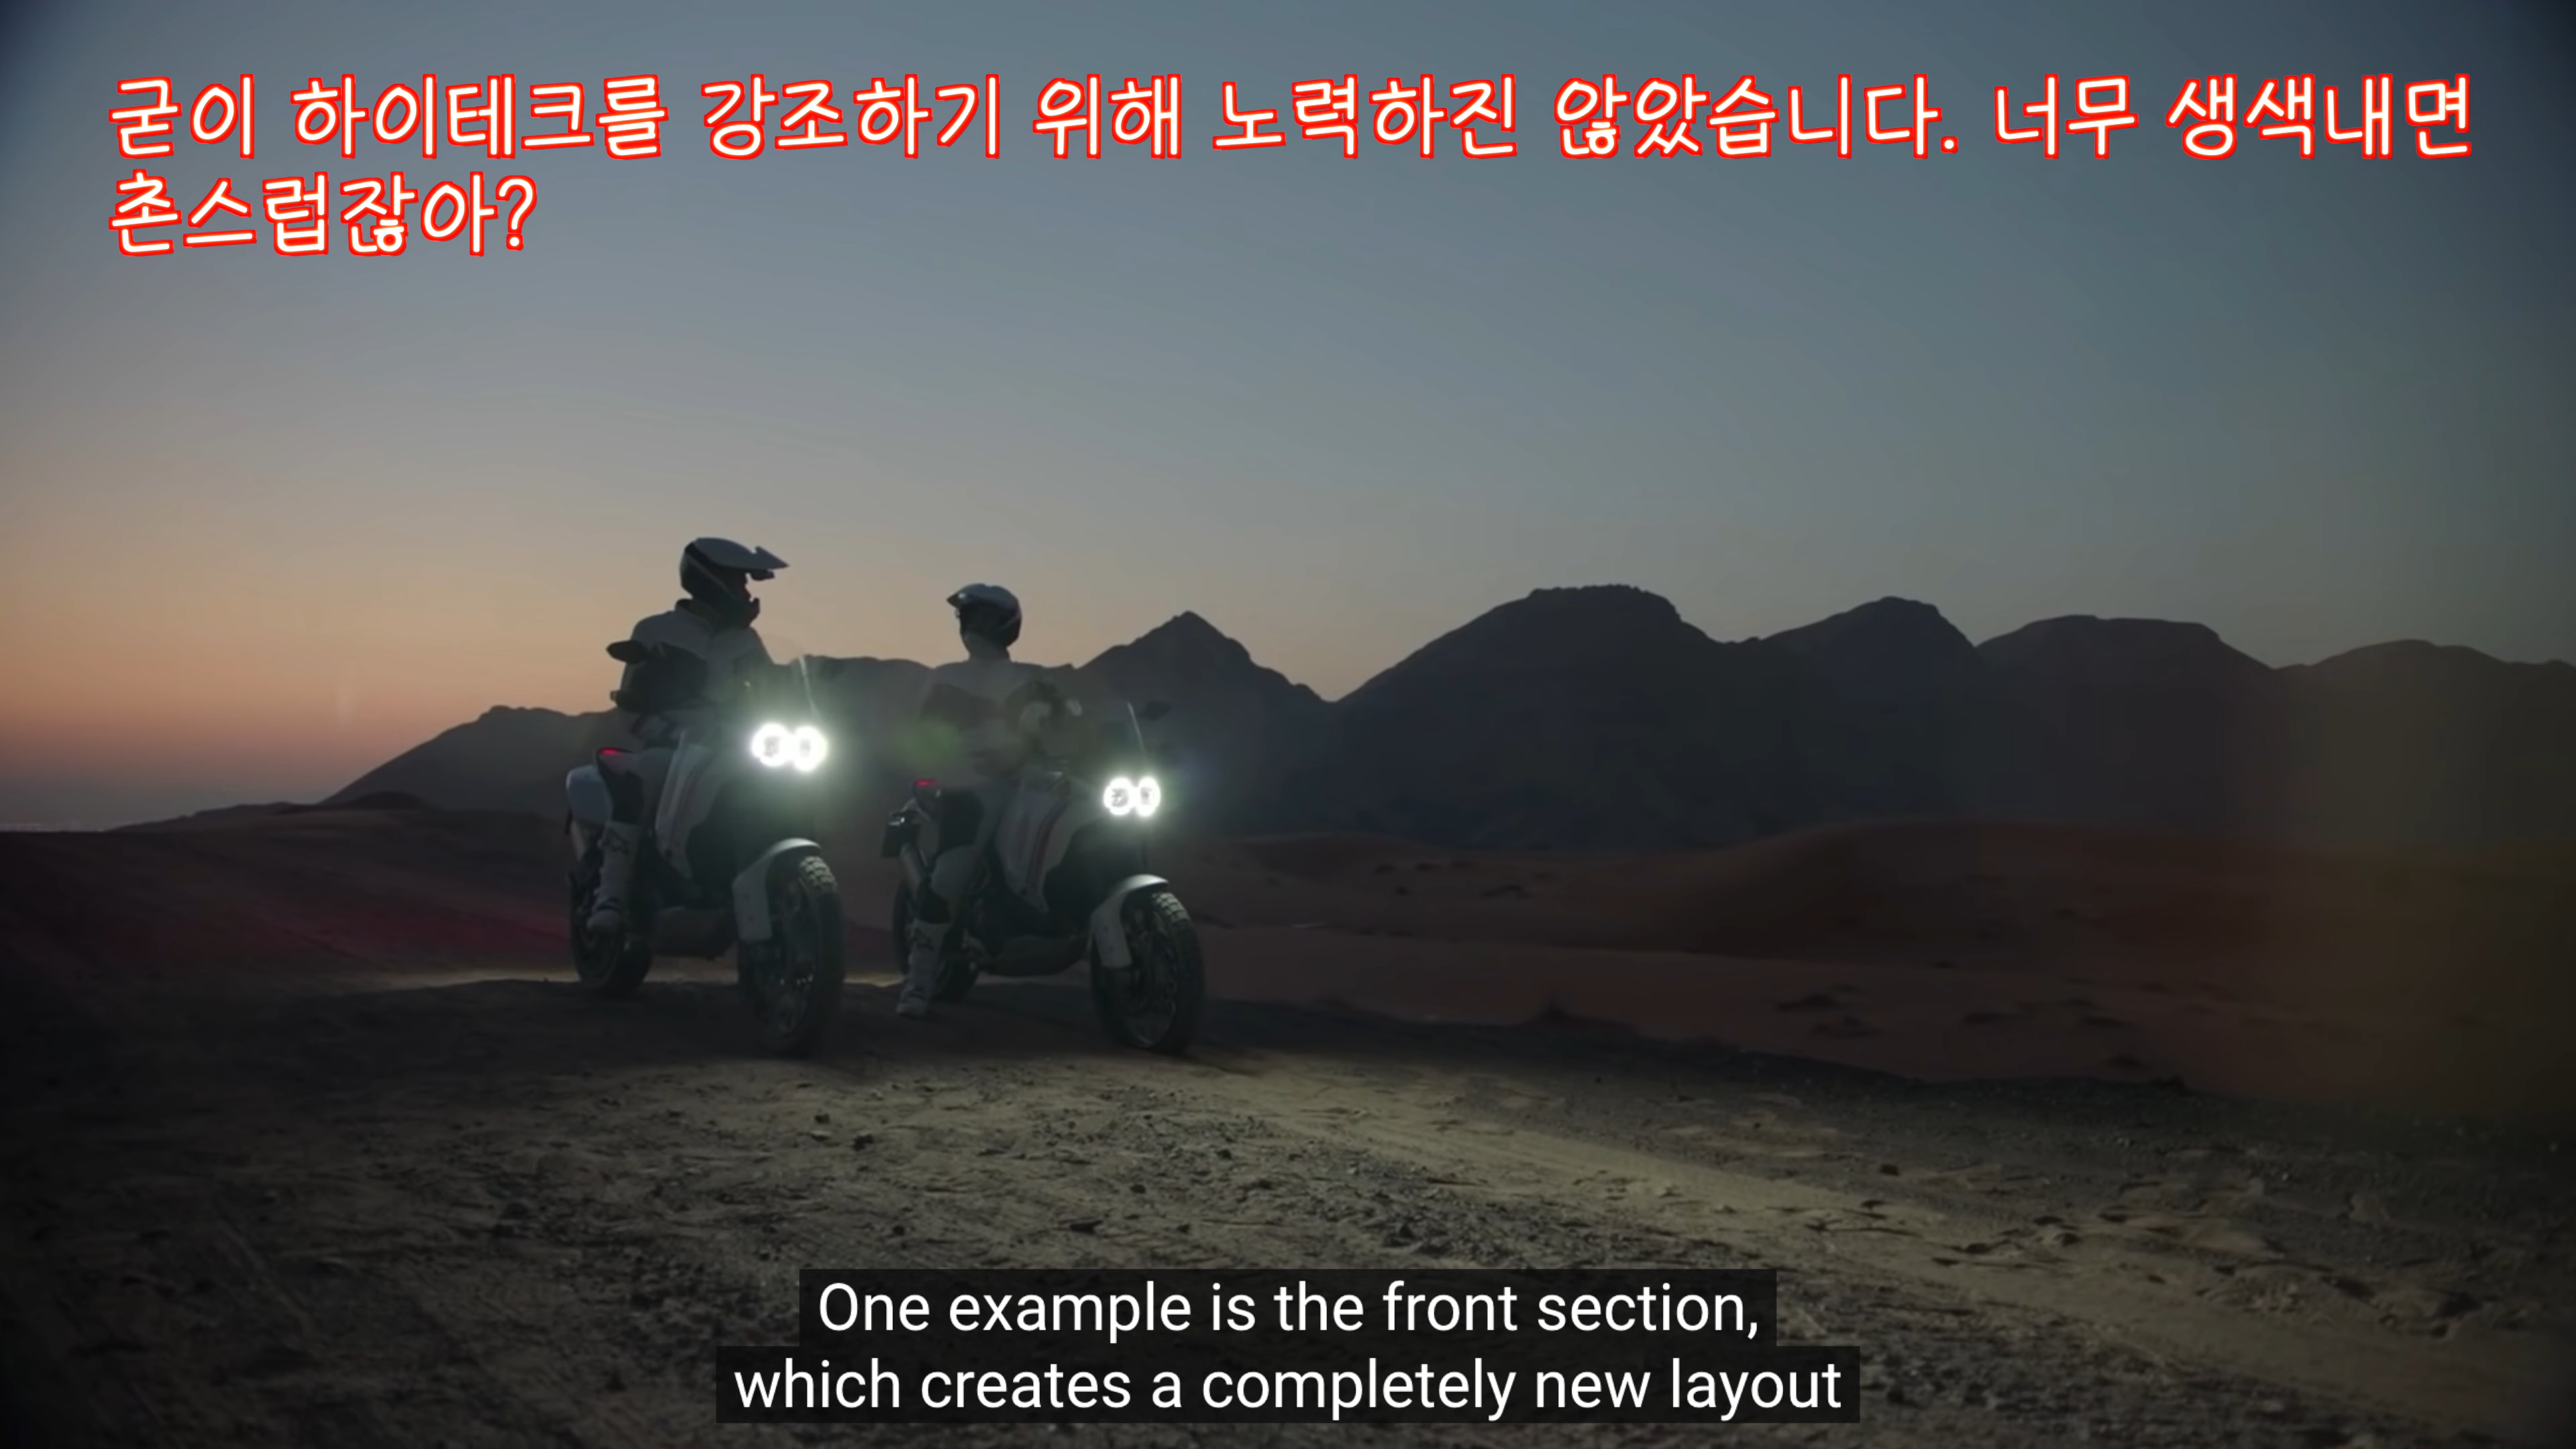 굳이 하이테크를 강조하기 위해 노력하진 않았습니다. 너무 생색내면
촌스럽잖아?
One example is the front section,
which creates a completely new layout